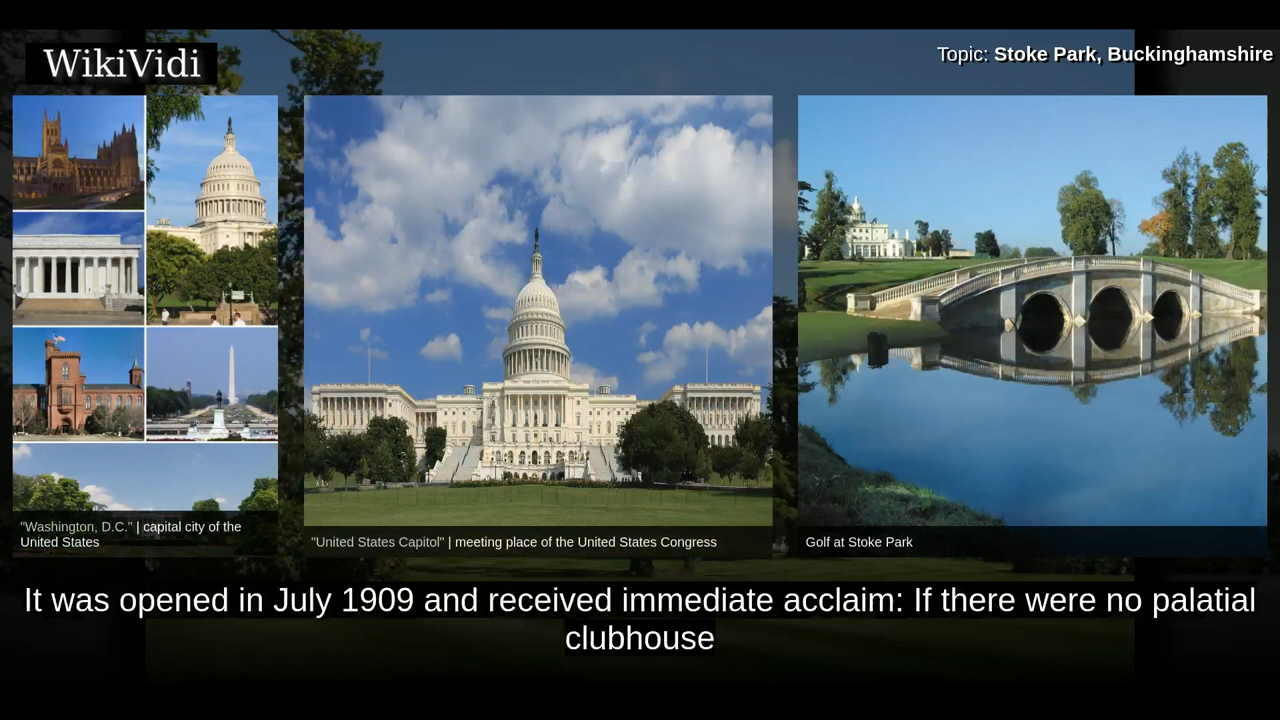 WikiVidi
Topic: Stoke Park, Buckinghamshire
"Washington, D.C." | capital city of the
United States
"United States Capitol" | meeting place of the United States Congress
Golf at Stoke Park
It was opened in July 1909 and received immediate acclaim: If there were no palatial
clubhouse